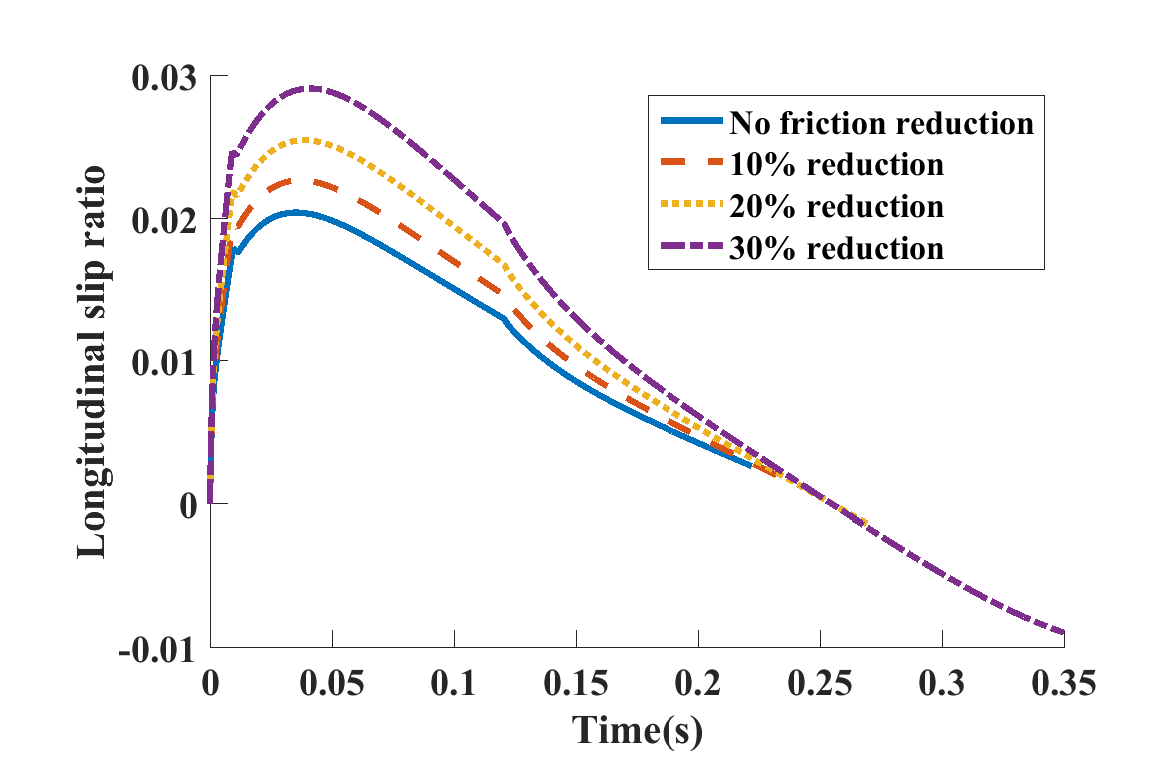 Longitudinal slip ratio
0.03
0.02
0.01
0
-0.01
No friction reduction
10% reduction
20% reduction
30% reduction
0 0.05 0.1 0.15 0.2 0.25 0.3 0.35
Time(s)